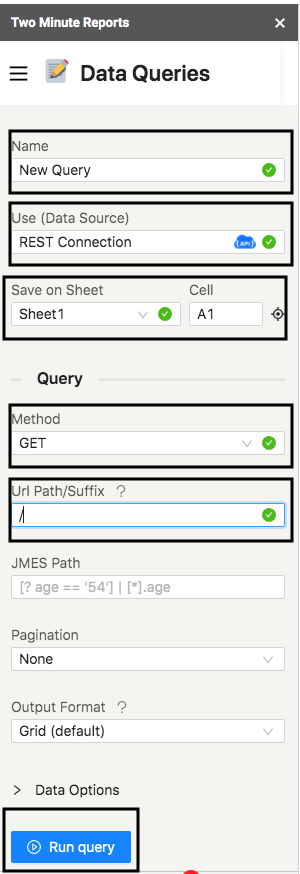 Two Minute Reports ×
Data Queries
Name
New Query
Use (Data Source)
REST Connection {API}
Save on Sheet Cell
Sheet1 A1
Query
Method
GET
Url Path/Suffix ?
/
JMES Path
[? age == '54'] | [*].age
Pagination
None
Output Format ?
Grid (default)
> Data Options
Run query